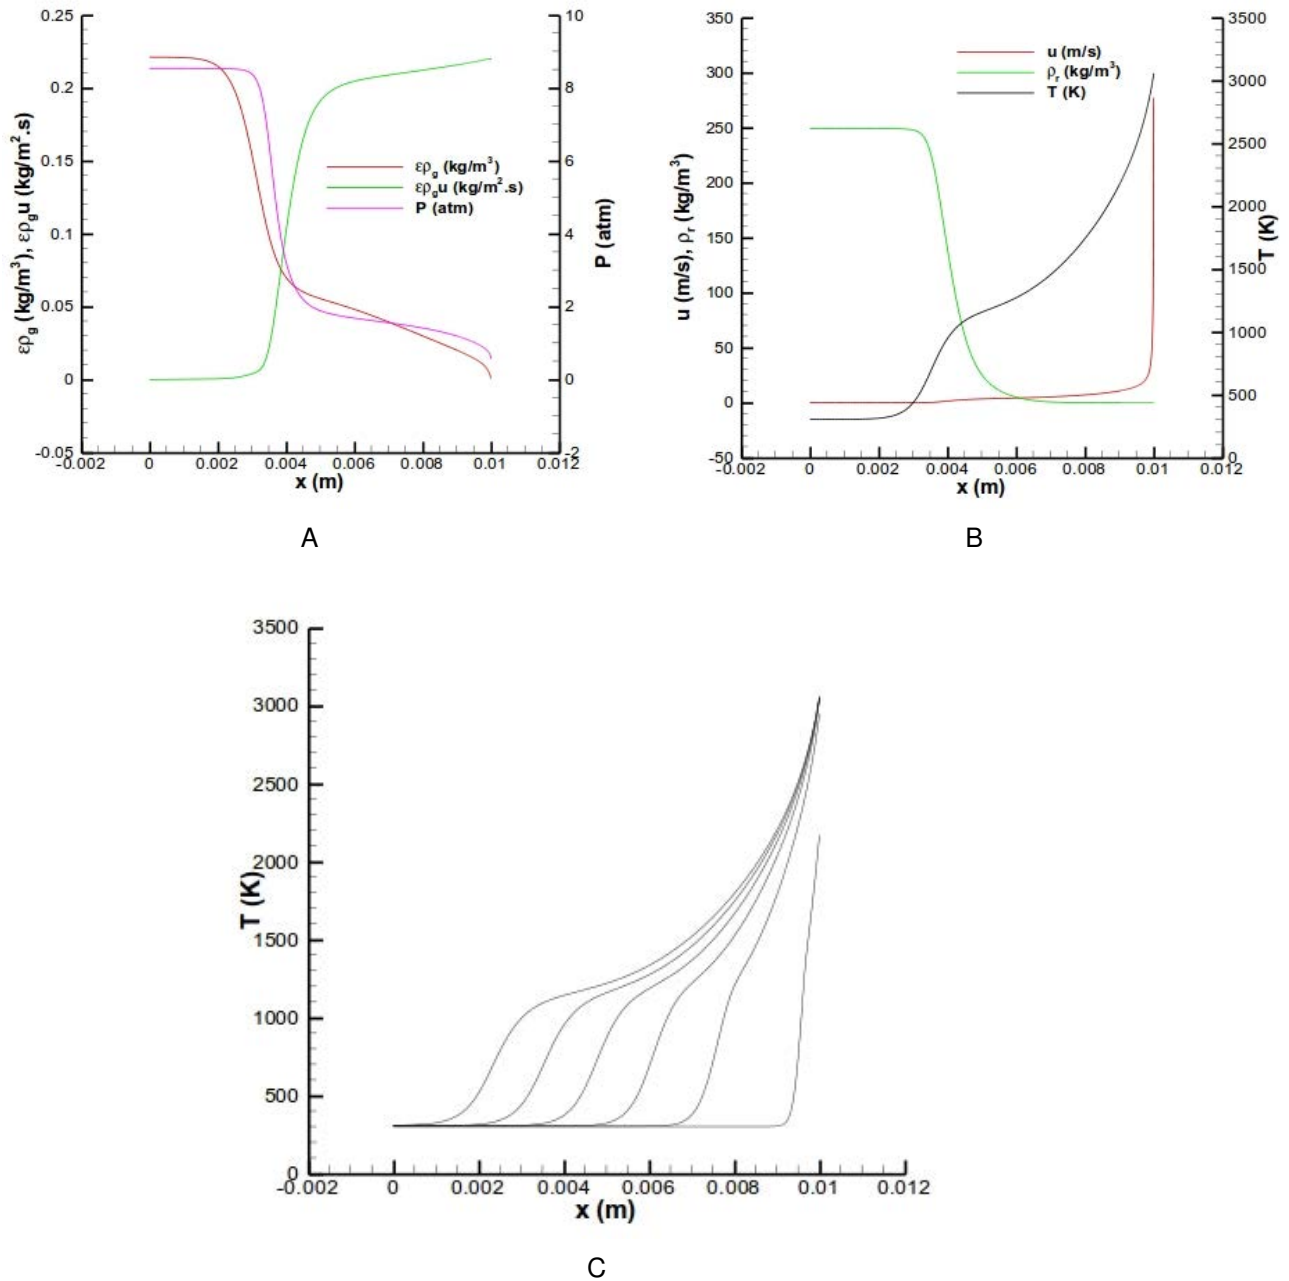 0.25
0.2
0.15
0.1
0.05
0
-0.05
ερg (kg/m³), ερgu (kg/m².s)
10
8
6
4
2
0
-2
P (atm)
ερg (kg/m³)
ερgu (kg/m².s)
P (atm)
-0.002 0 0.002 0.004 0.006 0.008 0.01 0.012
x (m)
A
350
300
250
200
150
100
50
0
-50
u (m/s), ρr (kg/m³)
3500
3000
2500
2000
1500
1000
500
0
T (K)
u (m/s)
ρr (kg/m³)
T (K)
-0.002 0 0.002 0.004 0.006 0.008 0.01 0.012
x (m)
B
3500
3000
2500
2000
1500
1000
500
0
T (K)
-0.002 0 0.002 0.004 0.006 0.008 0.01 0.012
x (m)
C